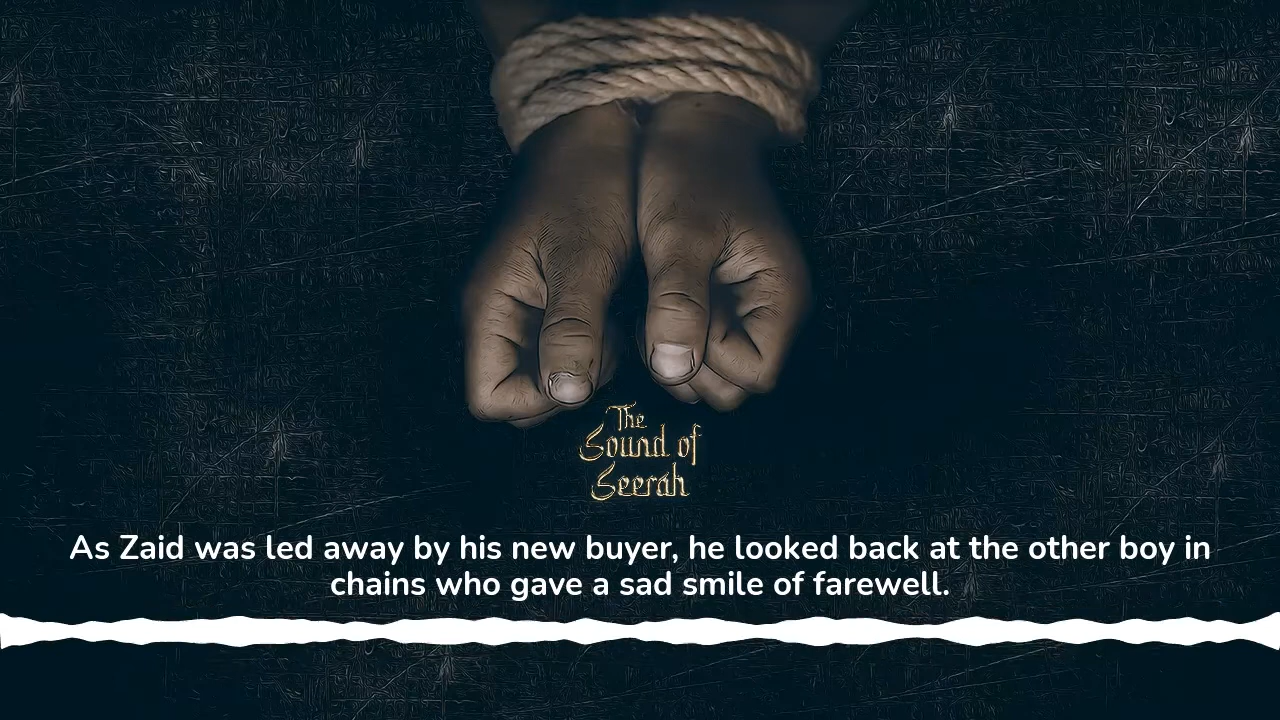 The
Sound of
Seerah
As Zaid was led away by his new buyer, he looked back at the other boy in
chains who gave a sad smile of farewell.